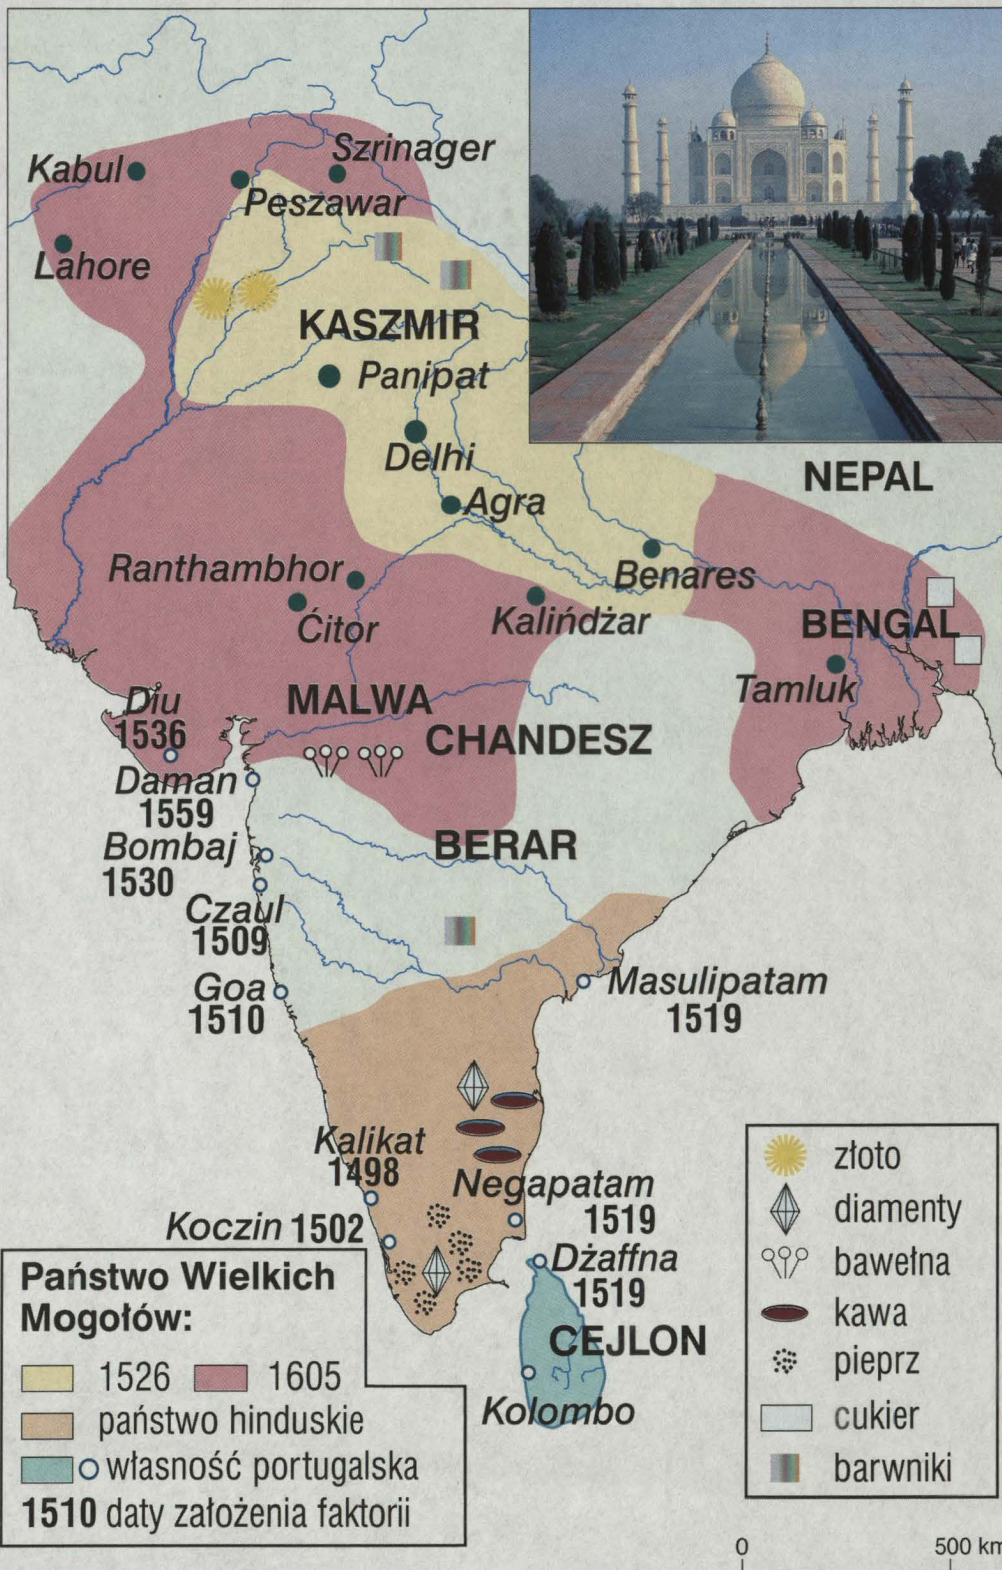 Kabul
Szrinager
Peszawar
Lahore
KASZMIR
Panipat
Delhi
Agra
NEPAL
Ranthambhor
Benares
Ćitor
Kalińdżar
BENGAL
Tamluk
Diu
1536
MALWA
CHANDESZ
Daman
1559
Bombaj
1530
BERAR
Czaul
1509
Goa
1510
Masulipatam
1519
Kalikat
1498
Negapatam
1519
Koczin 1502
Dżaffna
1519
CEJLON
Kolombo
Państwo Wielkich
Mogołów:
1526 1605
państwo hinduskie
własność portugalska
1510 daty założenia faktorii
złoto
diamenty
bawełna
kawa
pieprz
cukier
barwniki
0 500 km